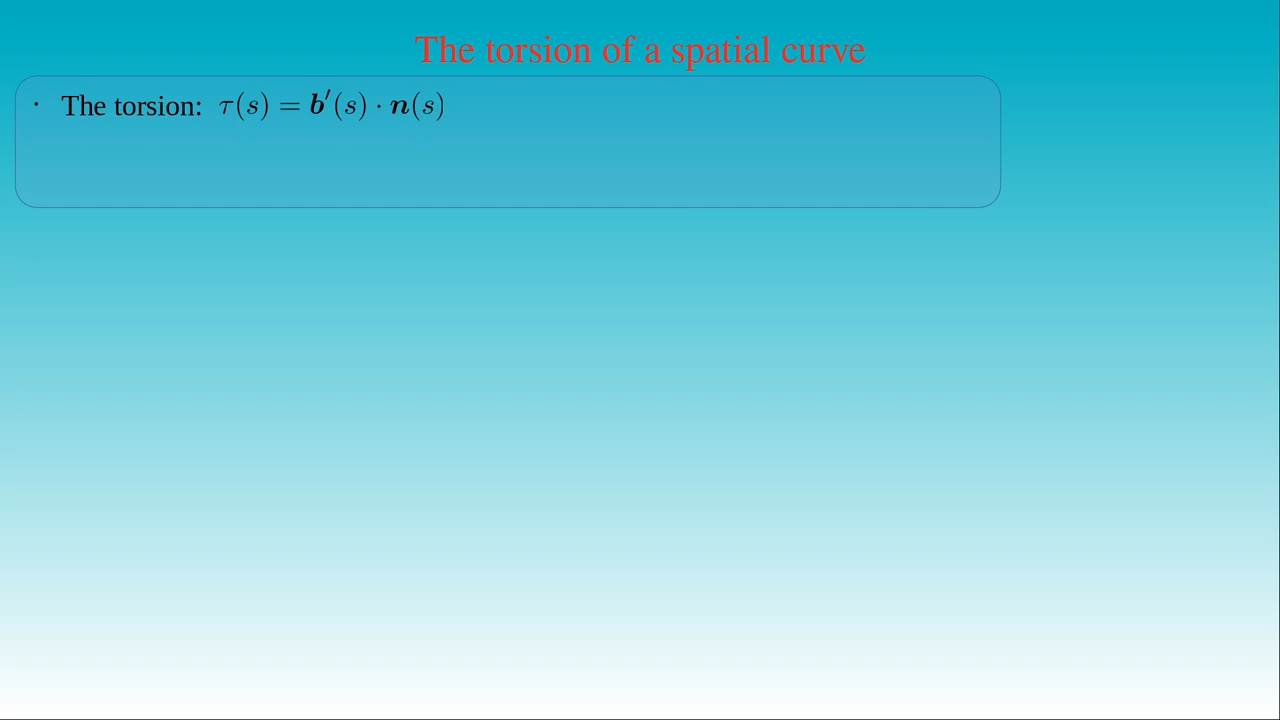 The torsion of a spatial curve
· The torsion: τ(s) = b′(s) · n(s)